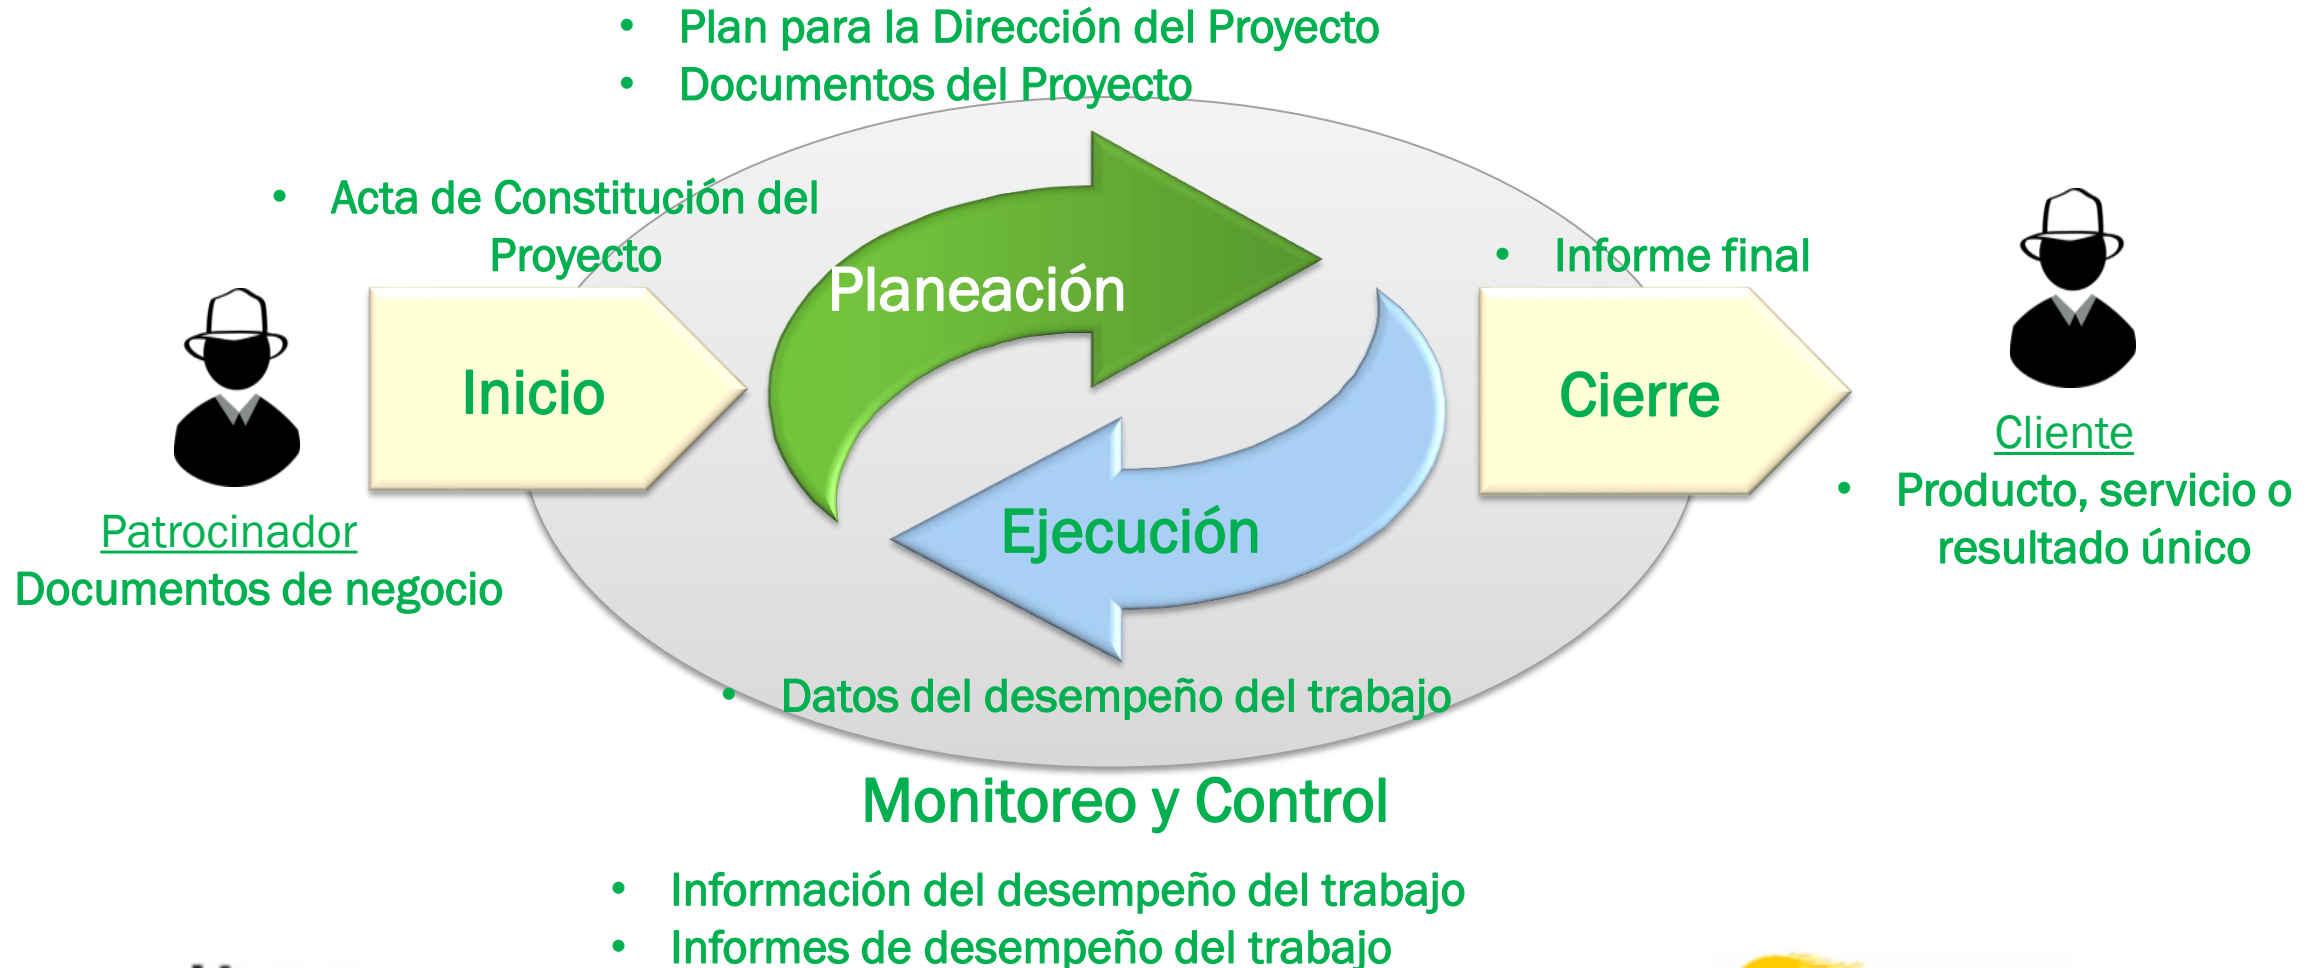 • Plan para la Dirección del Proyecto
• Documentos del Proyecto
• Acta de Constitución del
Proyecto
Planeación
• Informe final
Inicio
Cierre
Cliente
• Producto, servicio o
resultado único
Patrocinador
Documentos de negocio
Ejecución
• Datos del desempeño del trabajo
Monitoreo y Control
• Información del desempeño del trabajo
• Informes de desempeño del trabajo